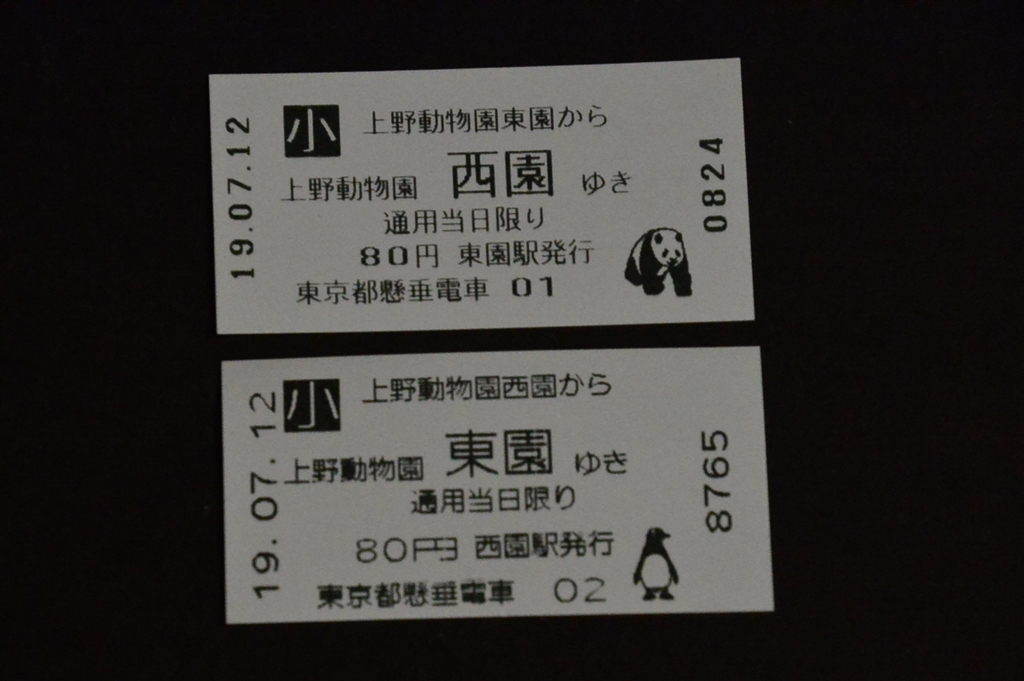 19.07.12
小 上野動物園東園から
上野動物園 西園 ゆき
通用当日限り
80円 東園駅発行
東京都懸垂電車 01
0824
19.07.12
小 上野動物園西園から
上野動物園 東園 ゆき
通用当日限り
80円 西園駅発行
東京都懸垂電車 02
8765